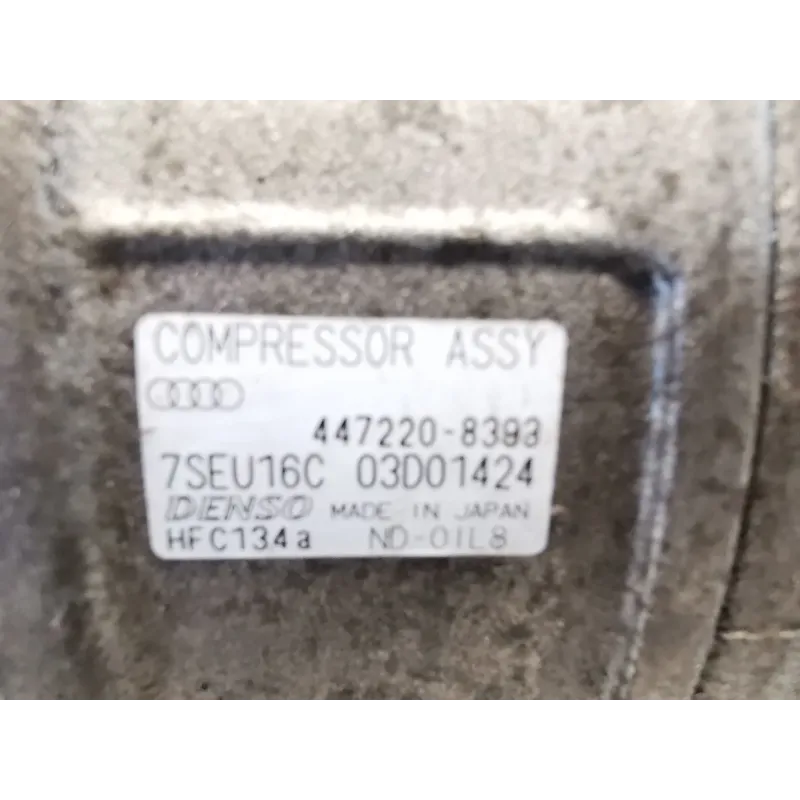 COMPRESSOR ASSY
447220-8393
7SEU16C 03D01424
DENSO MADE IN JAPAN
HFC134a ND-OIL8